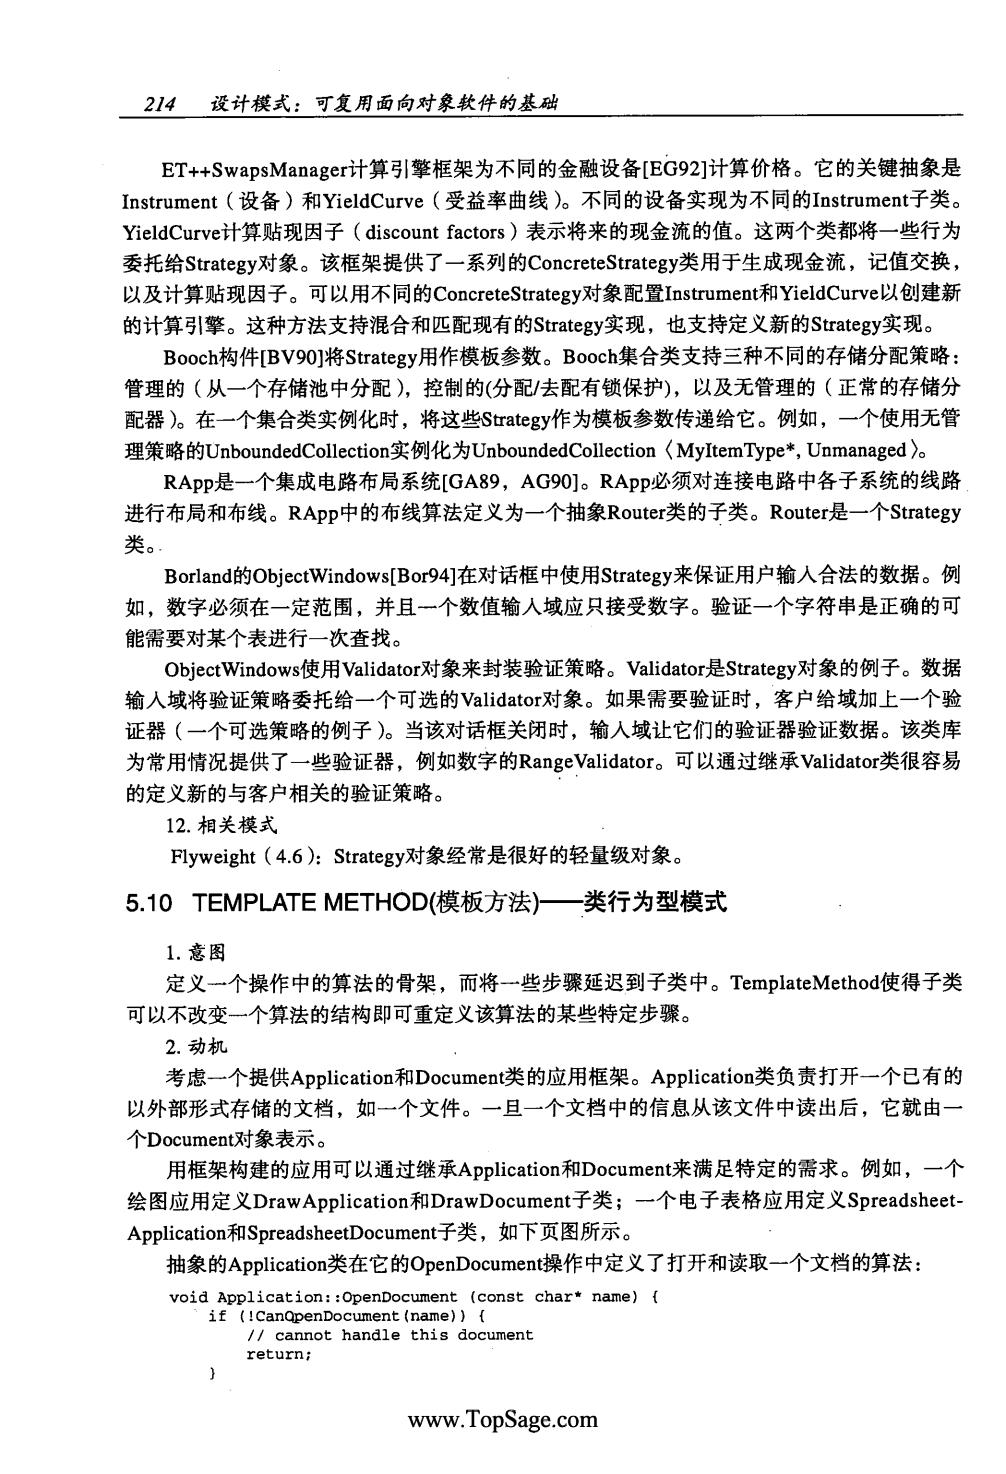 214 设计模式：可复用面向对象软件的基础
ET++SwapsManager计算引擎框架为不同的金融设备[EG92]计算价格。它的关键抽象是
Instrument（设备）和YieldCurve（受益率曲线）。不同的设备实现为不同的Instrument子类。
YieldCurve计算贴现因子（discount factors）表示将来的现金流的值。这两个类都将一些行为
委托给Strategy对象。该框架提供了一系列的ConcreteStrategy类用于生成现金流，记值交换，
以及计算贴现因子。可以用不同的ConcreteStrategy对象配置Instrument和YieldCurve以创建新
的计算引擎。这种方法支持混合和匹配现有的Strategy实现，也支持定义新的Strategy实现。
Booch构件[BV90]将Strategy用作模板参数。Booch集合类支持三种不同的存储分配策略：
管理的（从一个存储池中分配），控制的(分配/去配有锁保护)，以及无管理的（正常的存储分
配器）。在一个集合类实例化时，将这些Strategy作为模板参数传递给它。例如，一个使用无管
理策略的UnboundedCollection实例化为UnboundedCollection〈MyItemType*, Unmanaged〉。
RApp是一个集成电路布局系统[GA89，AG90]。RApp必须对连接电路中各子系统的线路
进行布局和布线。RApp中的布线算法定义为一个抽象Router类的子类。Router是一个Strategy
类。
Borland的ObjectWindows[Bor94]在对话框中使用Strategy来保证用户输人合法的数据。例
如，数字必须在一定范围，并且一个数值输人域应只接受数字。验证一个字符串是正确的可
能需要对某个表进行一次查找。
ObjectWindows使用Validator对象来封装验证策略。Validator是Strategy对象的例子。数据
输人域将验证策略委托给一个可选的Validator对象。如果需要验证时，客户给域加上一个验
证器（一个可选策略的例子）。当该对话框关闭时，输人域让它们的验证器验证数据。该类库
为常用情况提供了一些验证器，例如数字的RangeValidator。可以通过继承Validator类很容易
的定义新的与客户相关的验证策略。
12. 相关模式
Flyweight（4.6）：Strategy对象经常是很好的轻量级对象。
5.10 TEMPLATE METHOD(模板方法)——类行为型模式
1. 意图
定义一个操作中的算法的骨架，而将一些步骤延迟到子类中。TemplateMethod使得子类
可以不改变一个算法的结构即可重定义该算法的某些特定步骤。
2. 动机
考虑一个提供Application和Document类的应用框架。Application类负责打开一个已有的
以外部形式存储的文档，如一个文件。一旦一个文档中的信息从该文件中读出后，它就由一
个Document对象表示。
用框架构建的应用可以通过继承Application和Document来满足特定的需求。例如，一个
绘图应用定义DrawApplication和DrawDocument子类；一个电子表格应用定义Spreadsheet-
Application和SpreadsheetDocument子类，如下页图所示。
抽象的Application类在它的OpenDocument操作中定义了打开和读取一个文档的算法：
void Application::OpenDocument (const char* name) {
if (!CanOpenDocument(name)) {
// cannot handle this document
return;
}
www.TopSage.com